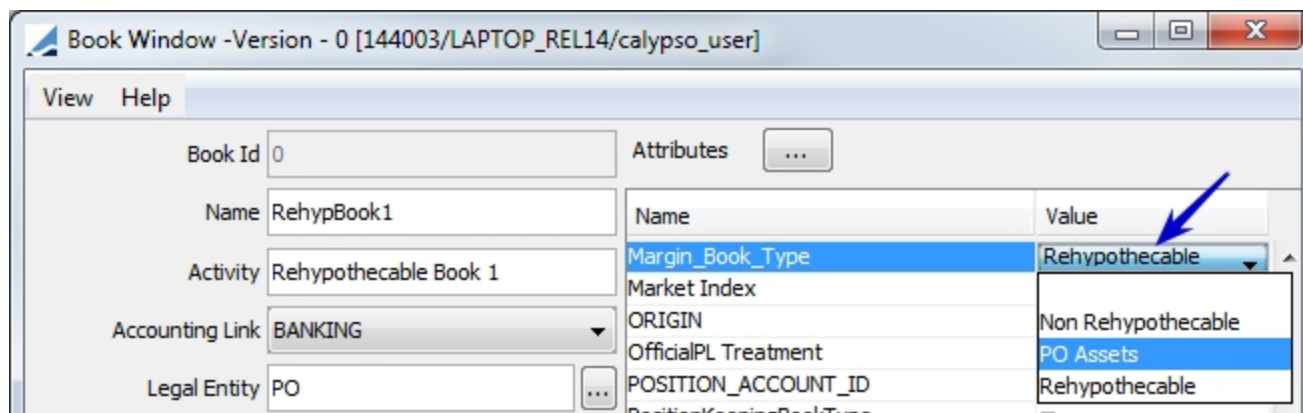 Book Window -Version - 0 [144003/LAPTOP_REL14/calypso_user]
View Help
Book Id 0
Attributes ...
Name RehypBook1
Name Value
Activity Rehypothecable Book 1
Margin_Book_Type Rehypothecable
Market Index
Accounting Link BANKING
ORIGIN Non Rehypothecable
OfficialPL Treatment PO Assets
Legal Entity PO ...
POSITION_ACCOUNT_ID Rehypothecable
PositionKeepingBookType